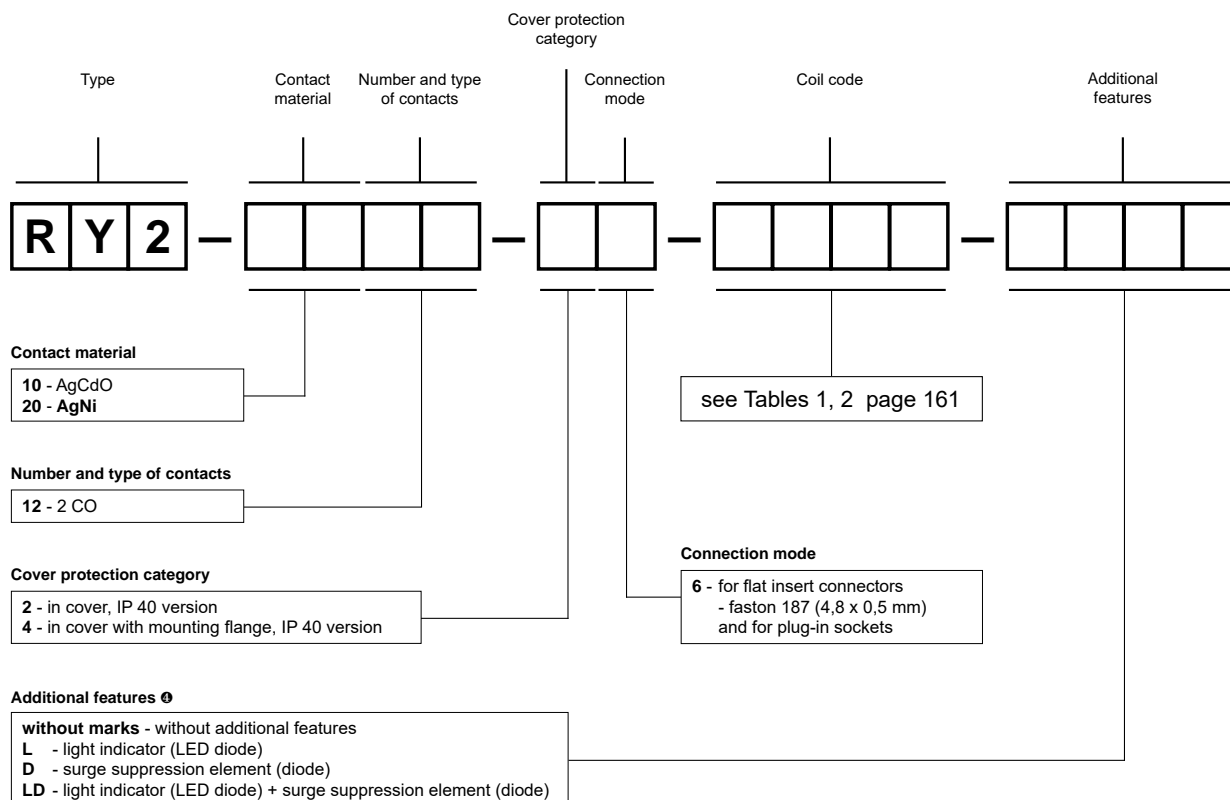 Cover protection
category
Type
Contact
material
Number and type
of contacts
Connection
mode
Coil code
Additional
features
R Y 2 – – – –
Contact material
10 - AgCdO
20 - AgNi
see Tables 1, 2 page 161
Number and type of contacts
12 - 2 CO
Connection mode
6 - for flat insert connectors
- faston 187 (4,8 x 0,5 mm)
and for plug-in sockets
Cover protection category
2 - in cover, IP 40 version
4 - in cover with mounting flange, IP 40 version
Additional features ❹
without marks - without additional features
L - light indicator (LED diode)
D - surge suppression element (diode)
LD - light indicator (LED diode) + surge suppression element (diode)